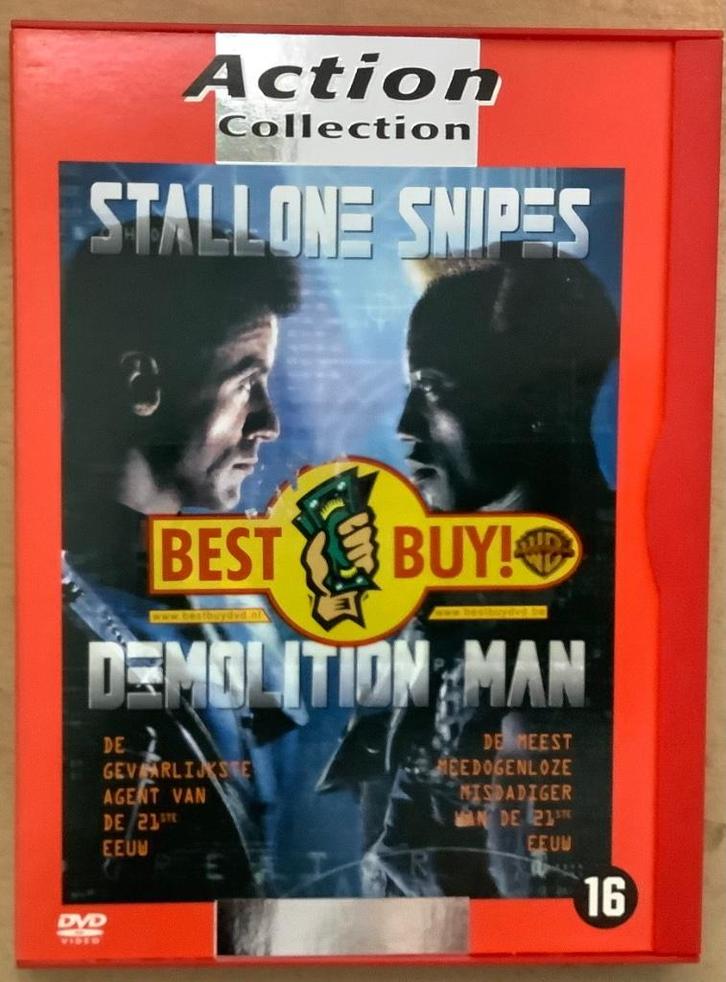 Action
Collection
STALLONE SNIPES
BEST BUY!
www.bestbuydvd.nl
www.bestbuydvd.be
DEMOLITION MAN
DE
GEVAARLIJKSTE
AGENT VAN
DE 21STE
EEUW
DE MEEST
MEEDOGENLOZE
MISDADIGER
VAN DE 21STE
EEUW
16
DVD
VIDEO